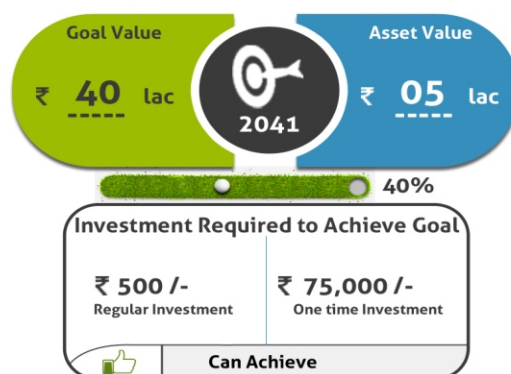 Goal Value
₹ 40 lac
2041
Asset Value
₹ 05 lac
40%
Investment Required to Achieve Goal
₹ 500 /-
Regular Investment
₹ 75,000 /-
One time Investment
Can Achieve